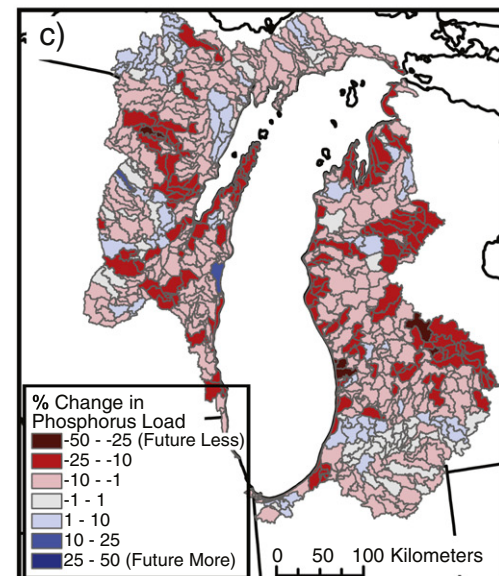 c)
% Change in
Phosphorus Load
-50 - -25 (Future Less)
-25 - -10
-10 - -1
-1 - 1
1 - 10
10 - 25
25 - 50 (Future More)
0 50 100 Kilometers